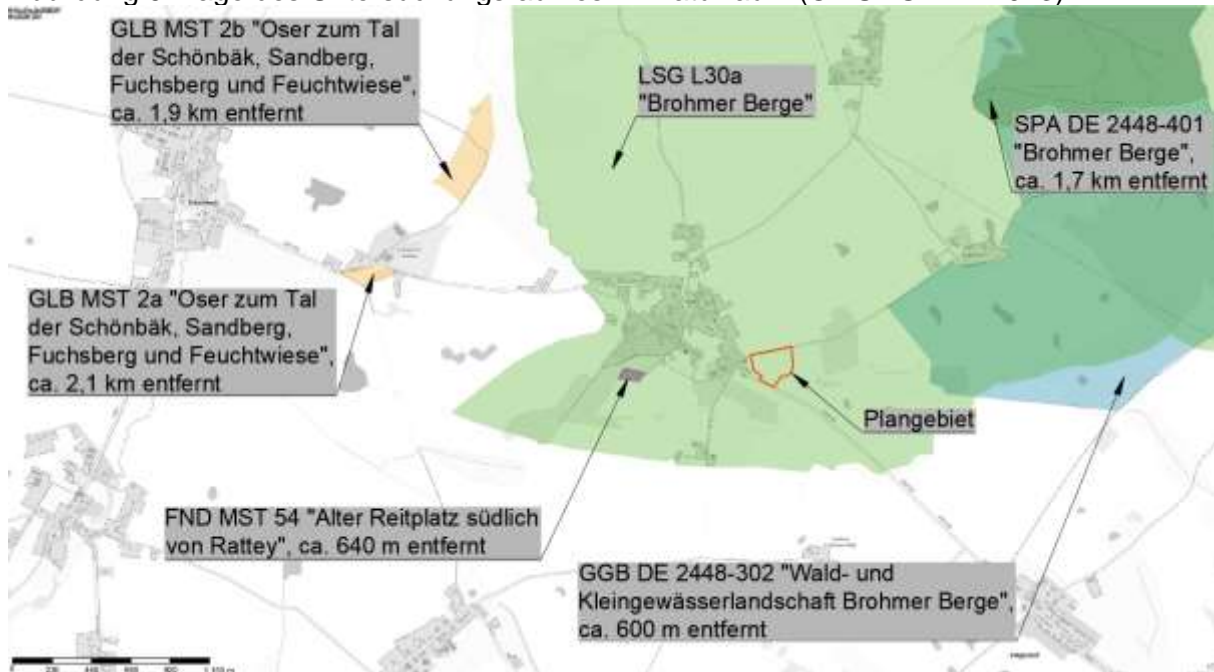 GLB MST 2b "Oser zum Tal
der Schönbäk, Sandberg,
Fuchsberg und Feuchtwiese",
ca. 1,9 km entfernt
LSG L30a
"Brohmer Berge"
SPA DE 2448-401
"Brohmer Berge",
ca. 1,7 km entfernt
GLB MST 2a "Oser zum Tal
der Schönbäk, Sandberg,
Fuchsberg und Feuchtwiese",
ca. 2,1 km entfernt
Plangebiet
FND MST 54 "Alter Reitplatz südlich
von Rattey", ca. 640 m entfernt
GGB DE 2448-302 "Wald- und
Kleingewässerlandschaft Brohmer Berge",
ca. 600 m entfernt